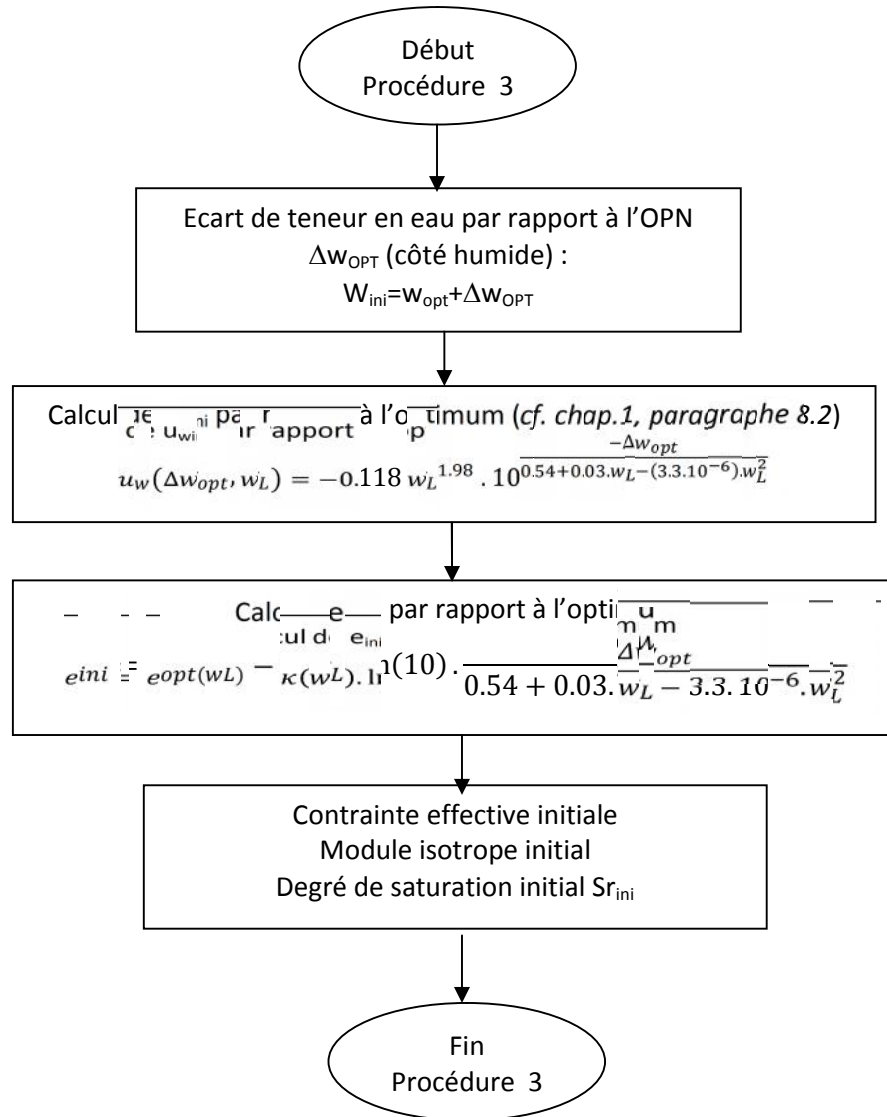 Début
Procédure 3
Ecart de teneur en eau par rapport à l’OPN
Δw_OPT (côté humide) :
W_ini=w_opt+Δw_OPT
Calcul de u_wini par rapport à l’optimum (cf. chap.1, paragraphe 8.2)
u_w(Δw_opt, w_L) = −0.118 w_L^1.98 . 10^(−Δw_opt / (0.54+0.03.w_L−(3.3.10^−6).w_L^2))
Calcul de e_ini par rapport à l’optimum
e_ini = e_opt(wL) − κ(wL). ln(10) . Δw_opt / (0.54 + 0.03. w_L − 3.3. 10^−6. w_L^2)
Contrainte effective initiale
Module isotrope initial
Degré de saturation initial Sr_ini
Fin
Procédure 3